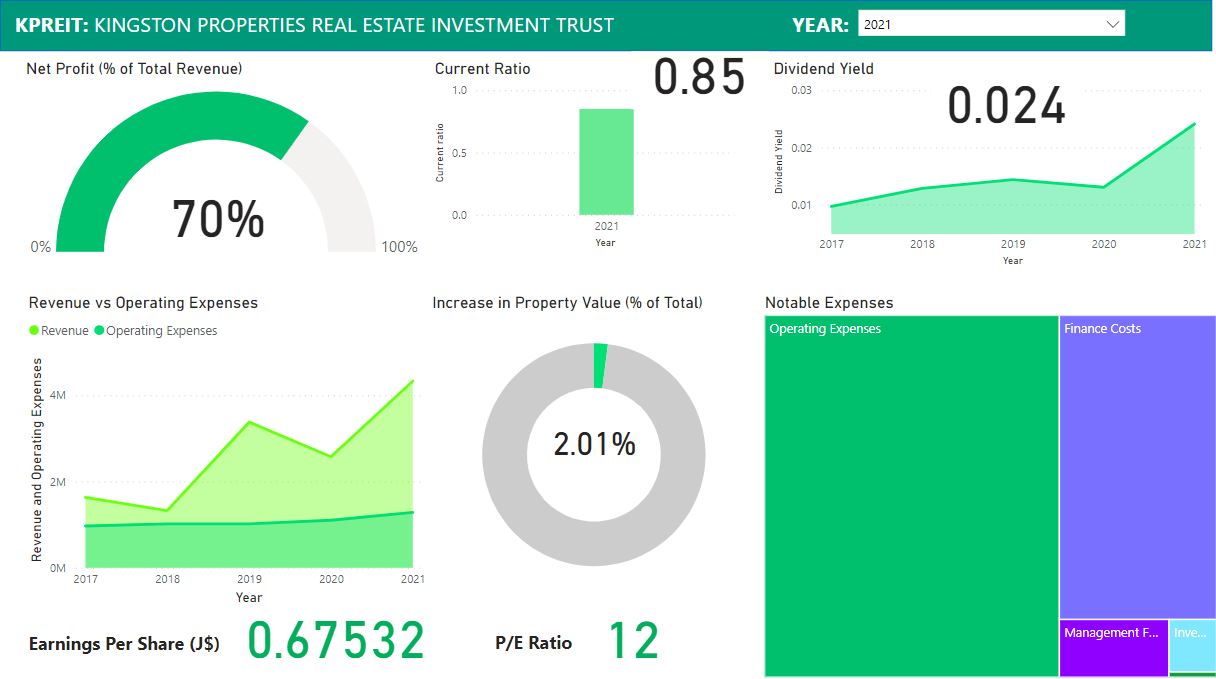 KPREIT: KINGSTON PROPERTIES REAL ESTATE INVESTMENT TRUST
YEAR:
2021
Net Profit (% of Total Revenue)
70%
0%
100%
Current Ratio
0.85
1.0
0.5
0.0
Current ratio
2021
Year
Dividend Yield
0.024
0.03
0.02
0.01
Dividend Yield
2017 2018 2019 2020 2021
Year
Revenue vs Operating Expenses
Revenue Operating Expenses
Revenue and Operating Expenses
4M
2M
0M
2017 2018 2019 2020 2021
Year
Increase in Property Value (% of Total)
2.01%
Notable Expenses
Operating Expenses
Finance Costs
Management F...
Inve...
Earnings Per Share (J$) 0.67532
P/E Ratio 12